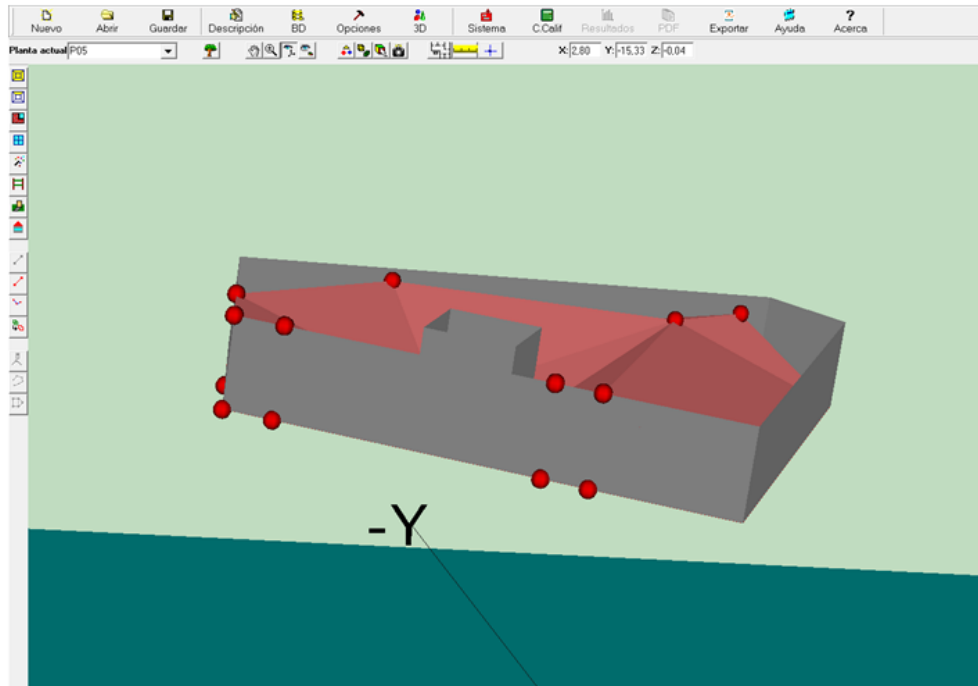 Nuevo Abrir Guardar Descripción BD Opciones 3D Sistema C.Calif Resultados PDF Exportar Ayuda Acerca
Planta actual P05 X: 2,80 Y: -15,33 Z: -0,04
-Y